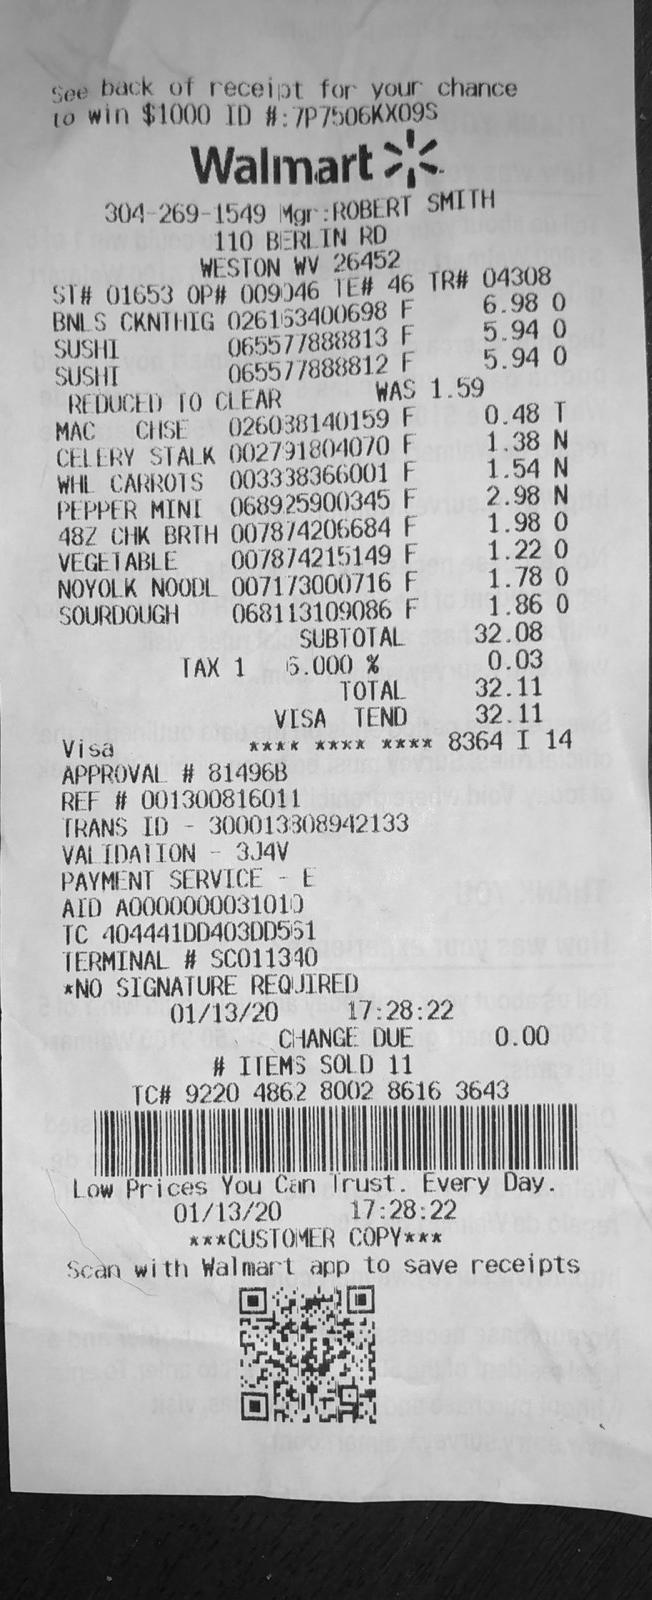 See back of receipt for your chance
to win $1000 ID #:7P7506KX09S
Walmart
304-269-1549 Mgr:ROBERT SMITH
110 BERLIN RD
WESTON WV 26452
ST# 01653 OP# 009046 TE# 46 TR# 04308
BNLS CKNTHIG 026153400698 F 6.98 O
SUSHI 065577888813 F 5.94 O
SUSHI 065577888812 F 5.94 O
REDUCED TO CLEAR WAS 1.59
MAC CHSE 026038140159 F 0.48 T
CELERY STALK 002791804070 F 1.38 N
WHL CARROTS 003338366001 F 1.54 N
PEPPER MINI 068925900345 F 2.98 N
48Z CHK BRTH 007874206684 F 1.98 O
VEGETABLE 007874215149 F 1.22 O
NOYOLK NOODL 007173000716 F 1.78 O
SOURDOUGH 068113109086 F 1.86 O
SUBTOTAL 32.08
TAX 1 6.000 % 0.03
TOTAL 32.11
VISA TEND 32.11
Visa **** **** **** 8364 I 14
APPROVAL # 81496B
REF # 001300816011
TRANS ID - 300013308942133
VALIDATION - 3J4V
PAYMENT SERVICE - E
AID A0000000031010
TC 404441DD403DD561
TERMINAL # SC011340
*NO SIGNATURE REQUIRED
01/13/20 17:28:22
CHANGE DUE 0.00
# ITEMS SOLD 11
TC# 9220 4862 8002 8616 3643
Low Prices You Can Trust. Every Day.
01/13/20 17:28:22
***CUSTOMER COPY***
Scan with Walmart app to save receipts